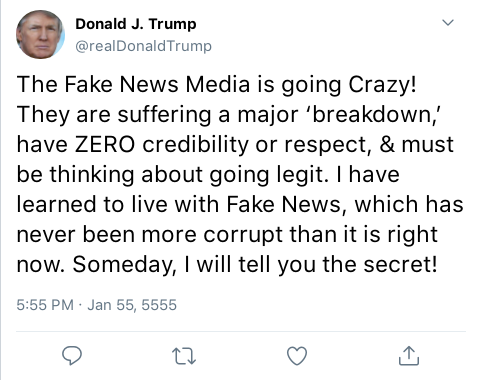 Donald J. Trump
@realDonaldTrump
The Fake News Media is going Crazy!
They are suffering a major ‘breakdown,’
have ZERO credibility or respect, & must
be thinking about going legit. I have
learned to live with Fake News, which has
never been more corrupt than it is right
now. Someday, I will tell you the secret!
5:55 PM · Jan 55, 5555